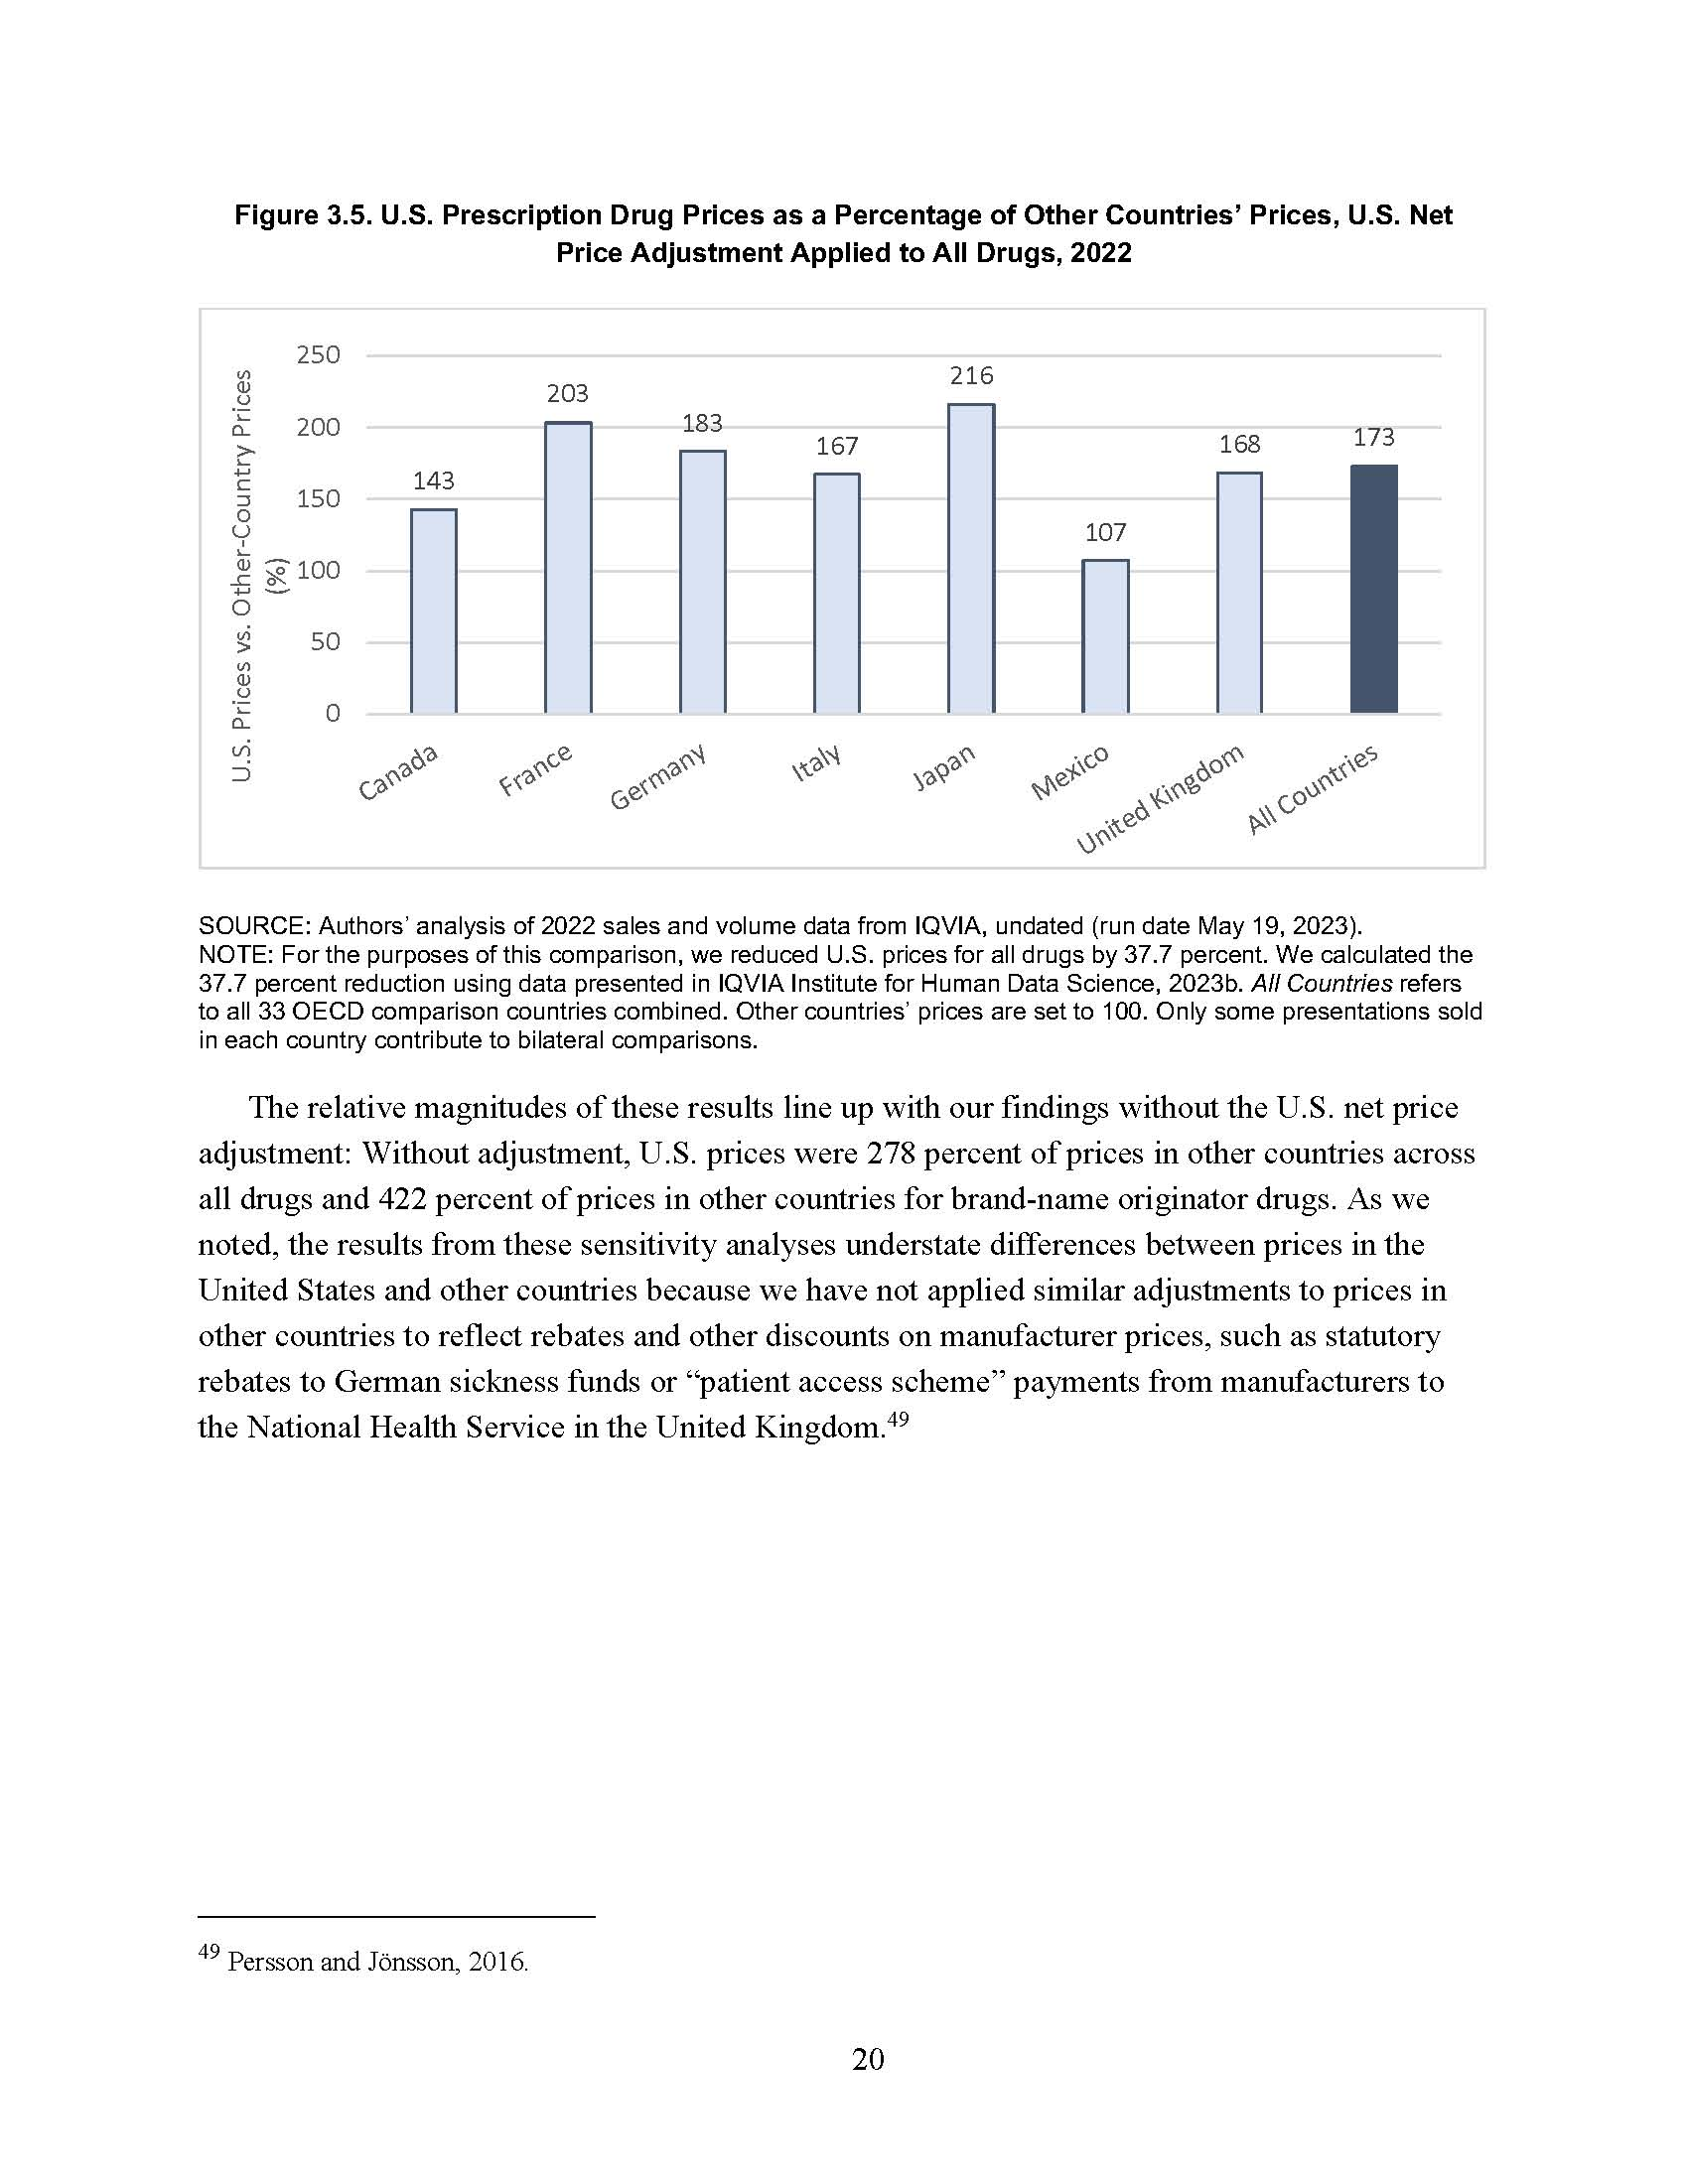 Figure 3.5. U.S. Prescription Drug Prices as a Percentage of Other Countries’ Prices, U.S. Net
Price Adjustment Applied to All Drugs, 2022
U.S. Prices vs. Other-Country Prices
(%)
250
200
150
100
50
0
143
203
183
167
216
107
168
173
Canada
France
Germany
Italy
Japan
Mexico
United Kingdom
All Countries
SOURCE: Authors’ analysis of 2022 sales and volume data from IQVIA, undated (run date May 19, 2023).
NOTE: For the purposes of this comparison, we reduced U.S. prices for all drugs by 37.7 percent. We calculated the
37.7 percent reduction using data presented in IQVIA Institute for Human Data Science, 2023b. All Countries refers
to all 33 OECD comparison countries combined. Other countries’ prices are set to 100. Only some presentations sold
in each country contribute to bilateral comparisons.
The relative magnitudes of these results line up with our findings without the U.S. net price
adjustment: Without adjustment, U.S. prices were 278 percent of prices in other countries across
all drugs and 422 percent of prices in other countries for brand-name originator drugs. As we
noted, the results from these sensitivity analyses understate differences between prices in the
United States and other countries because we have not applied similar adjustments to prices in
other countries to reflect rebates and other discounts on manufacturer prices, such as statutory
rebates to German sickness funds or “patient access scheme” payments from manufacturers to
the National Health Service in the United Kingdom.49
49 Persson and Jönsson, 2016.
20